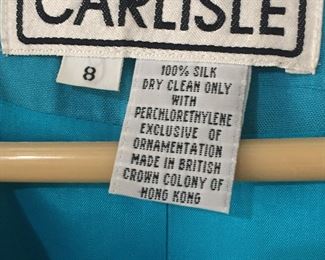 CARLISLE
8
100% SILK
DRY CLEAN ONLY
WITH
PERCHLORETHYLENE
EXCLUSIVE OF
ORNAMENTATION
MADE IN BRITISH
CROWN COLONY OF
HONG KONG